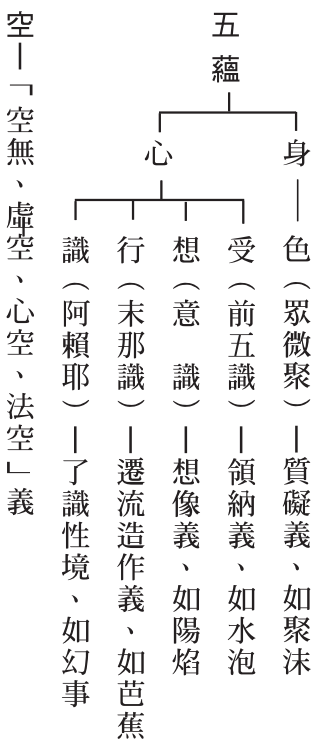 五蘊
身
心
色（眾微聚）—質礙義、如聚沫
受（前五識）—領納義、如水泡
想（意　識）—想像義、如陽焰
行（末那識）—遷流造作義、如芭蕉
識（阿賴耶）—了識性境、如幻事
空—「空無、虛空、心空、法空」義